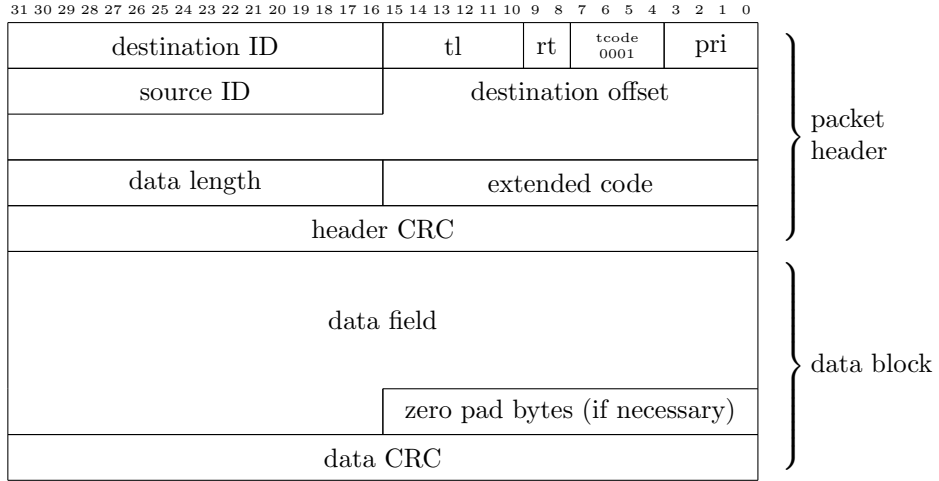 31 30 29 28 27 26 25 24 23 22 21 20 19 18 17 16 15 14 13 12 11 10 9 8 7 6 5 4 3 2 1 0
destination ID
tl
rt
tcode
0001
pri
source ID
destination offset
data length
extended code
header CRC
packet
header
data field
zero pad bytes (if necessary)
data CRC
data block